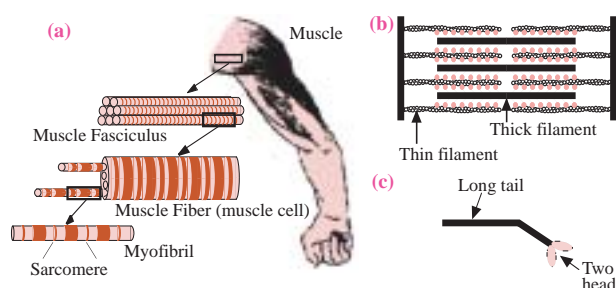 (a)
Muscle
Muscle Fasciculus
Muscle Fiber (muscle cell)
Myofibril
Sarcomere
(b)
Thick filament
Thin filament
(c)
Long tail
Two
head